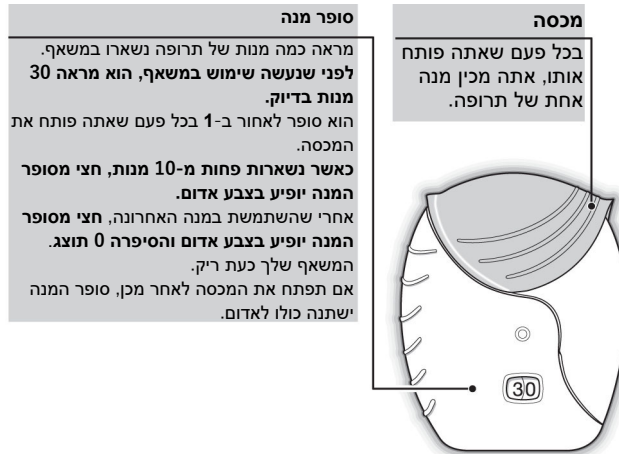 מכסה
בכל פעם שאתה פותח
אותו, אתה מכין מנה
אחת של תרופה.
סופר מנה
מראה כמה מנות של תרופה נשארו במשאף.
לפני שנעשה שימוש במשאף, הוא מראה 30
מנות בדיוק.
הוא סופר לאחור ב-1 בכל פעם שאתה פותח את
המכסה.
כאשר נשארות פחות מ-10 מנות, חצי מסופר
המנה יופיע בצבע אדום.
אחרי שהשתמשת במנה האחרונה, חצי מסופר
המנה יופיע בצבע אדום והסיפרה 0 תוצג.
המשאף שלך כעת ריק.
אם תפתח את המכסה לאחר מכן, סופר המנה
ישתנה כולו לאדום.
30